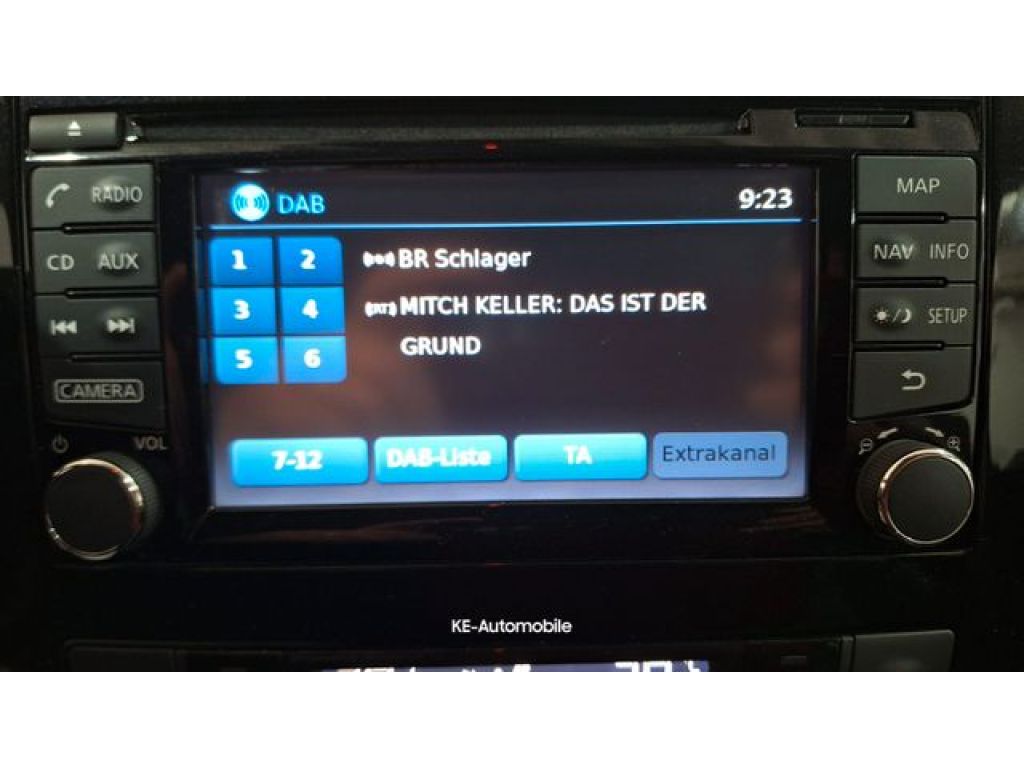 RADIO
MAP
DAB
9:23
CD AUX
NAV INFO
1 2
BR Schlager
3 4
MITCH KELLER: DAS IST DER
GRUND
5 6
SETUP
CAMERA
VOL
7-12
DAB-Liste
TA
Extrakanal
KE-Automobile